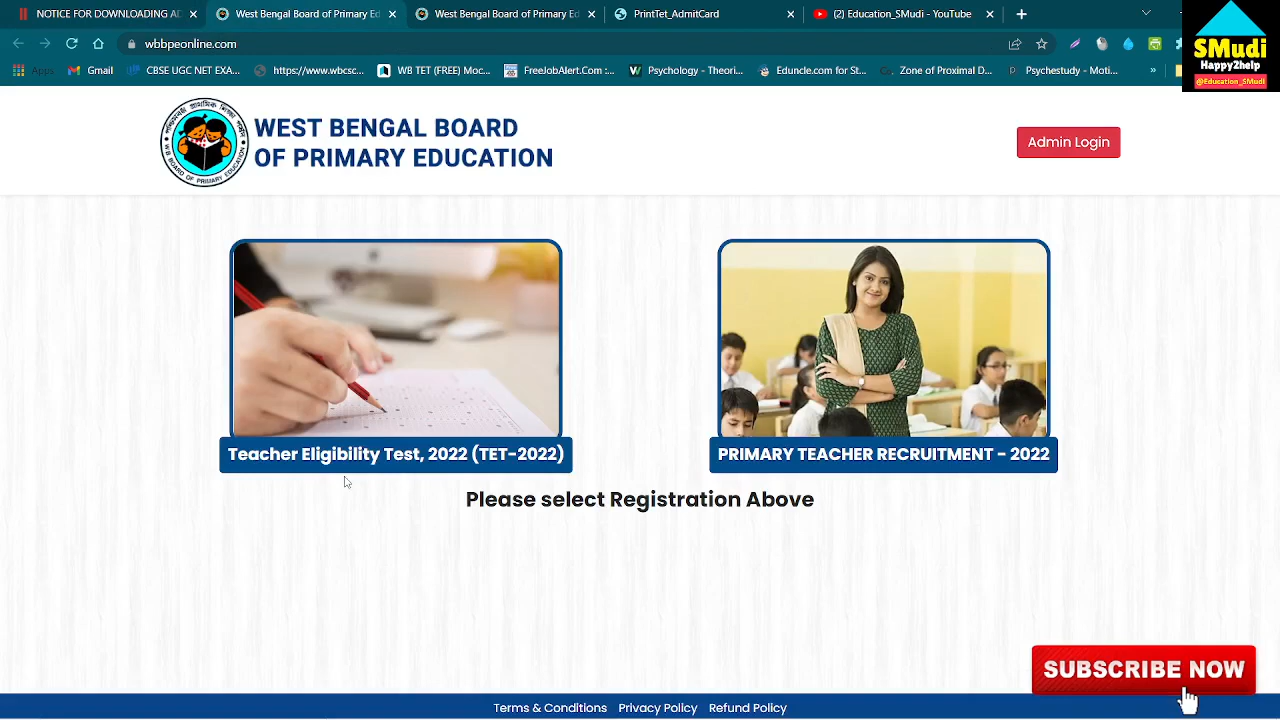 NOTICE FOR DOWNLOADING AD
West Bengal Board of Primary Ed
West Bengal Board of Primary Ed
PrintTet_AdmitCard
(2) Education_SMudi - YouTube
wbbpeonline.com
SMudi
Happy2help
@Education_SMudi
Apps
Gmail
CBSE UGC NET EXA...
https://www.wbcsc...
WB TET (FREE) Moc...
FreeJobAlert.Com :...
Psychology - Theori...
Eduncle.com for St...
Zone of Proximal D...
Psychestudy - Moti...
WEST BENGAL BOARD
OF PRIMARY EDUCATION
Admin Login
Teacher Eligibility Test, 2022 (TET-2022)
PRIMARY TEACHER RECRUITMENT - 2022
Please select Registration Above
SUBSCRIBE NOW
Terms & Conditions Privacy Policy Refund Policy